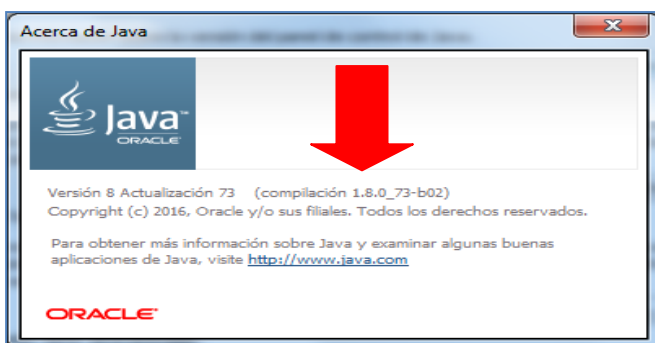 Acerca de Java
Java
ORACLE
Versión 8 Actualización 73 (compilación 1.8.0_73-b02)
Copyright (c) 2016, Oracle y/o sus filiales. Todos los derechos reservados.
Para obtener más información sobre Java y examinar algunas buenas
aplicaciones de Java, visite http://www.java.com
ORACLE